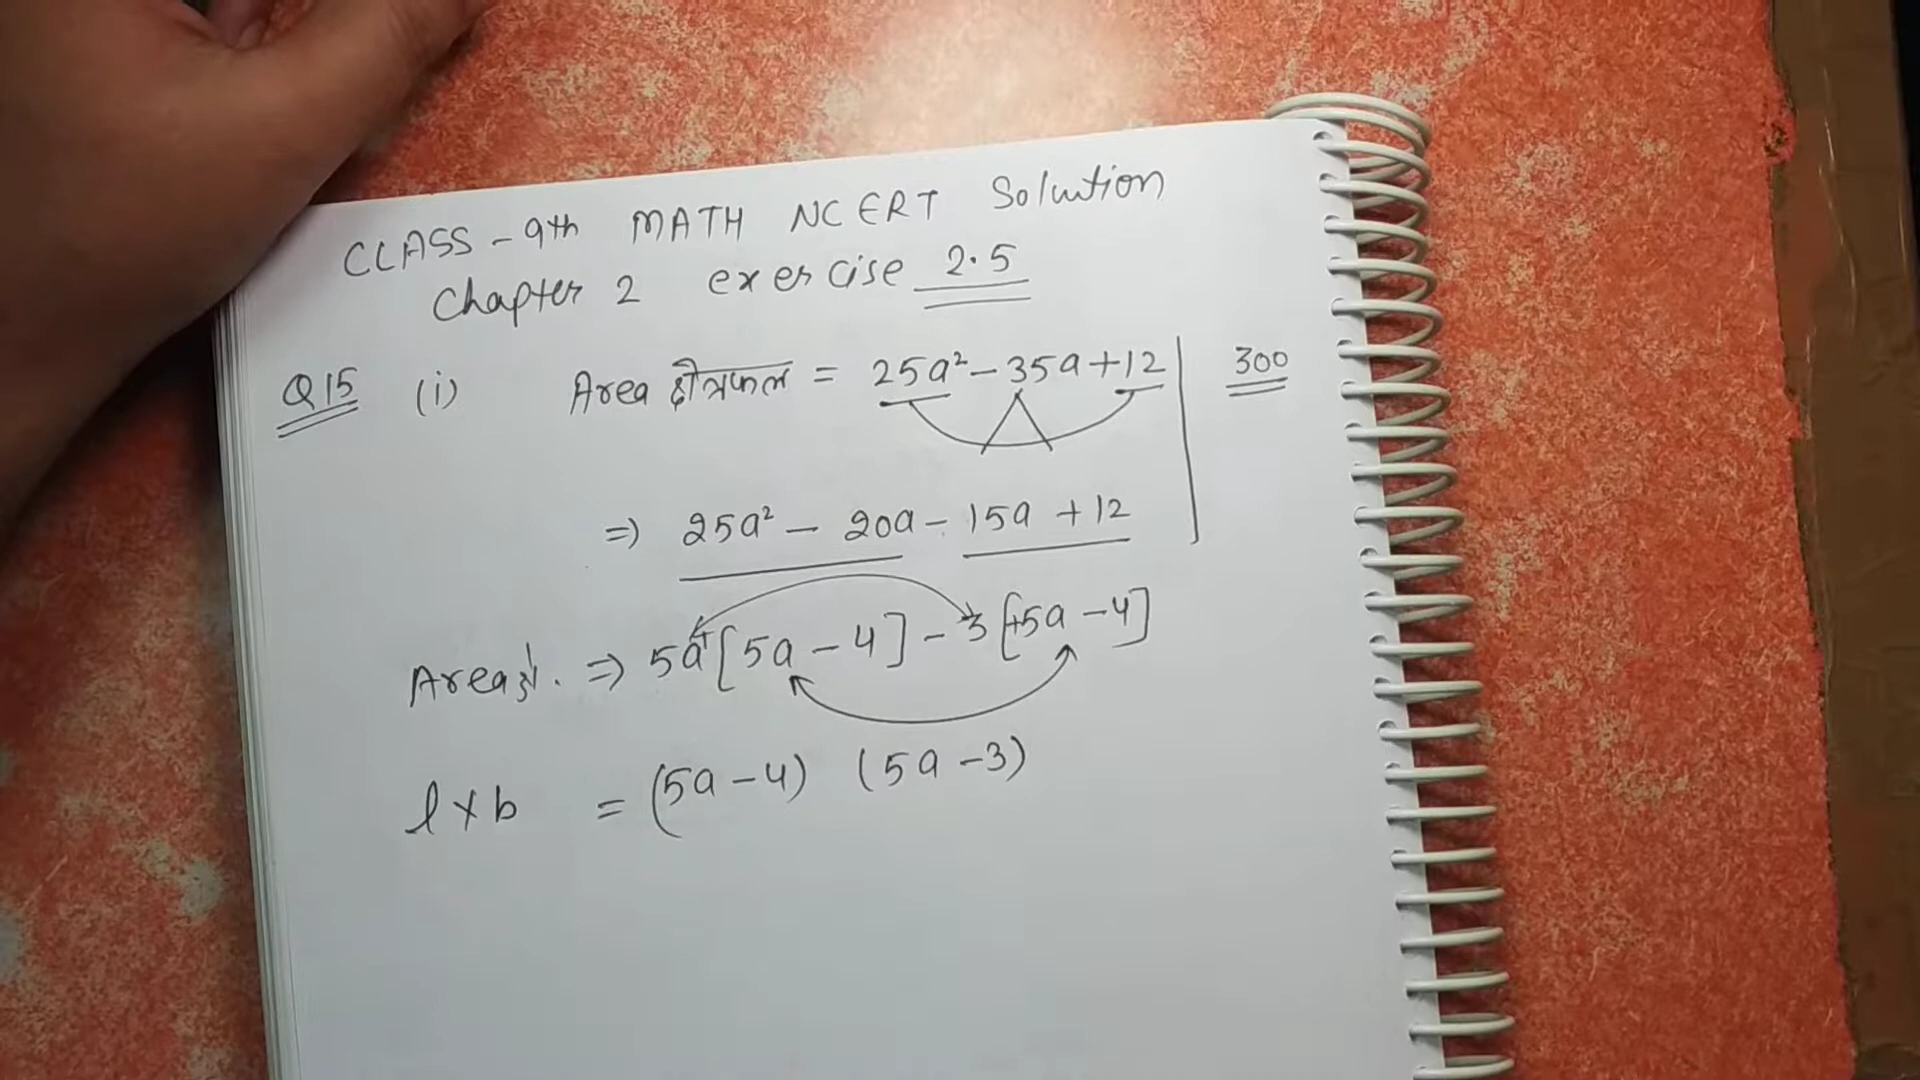 CLASS - 9th MATH NCERT Solution
Chapter 2 exercise 2.5
Q15 (i) Area क्षेत्रफल = 25a² - 35a + 12 | 300
=> 25a² - 20a - 15a + 12
Area => 5a [5a - 4] - 3 [+5a - 4]
l x b = (5a - 4) (5a - 3)